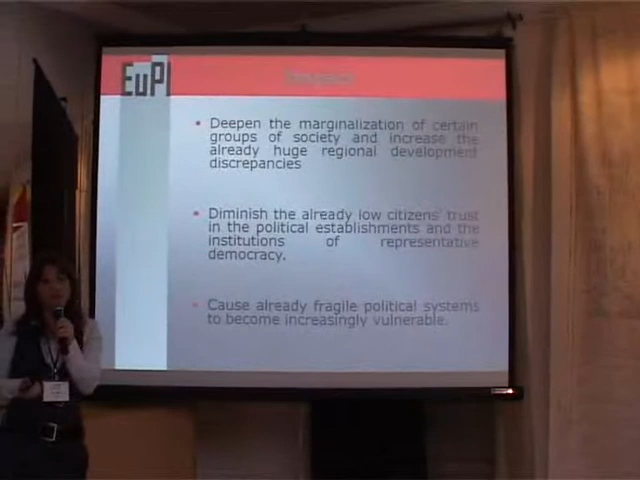 EuPI
Impact
• Deepen the marginalization of certain
groups of society and increase the
already huge regional development
discrepancies
• Diminish the already low citizens' trust
in the political establishments and the
institutions of representative
democracy.
• Cause already fragile political systems
to become increasingly vulnerable.